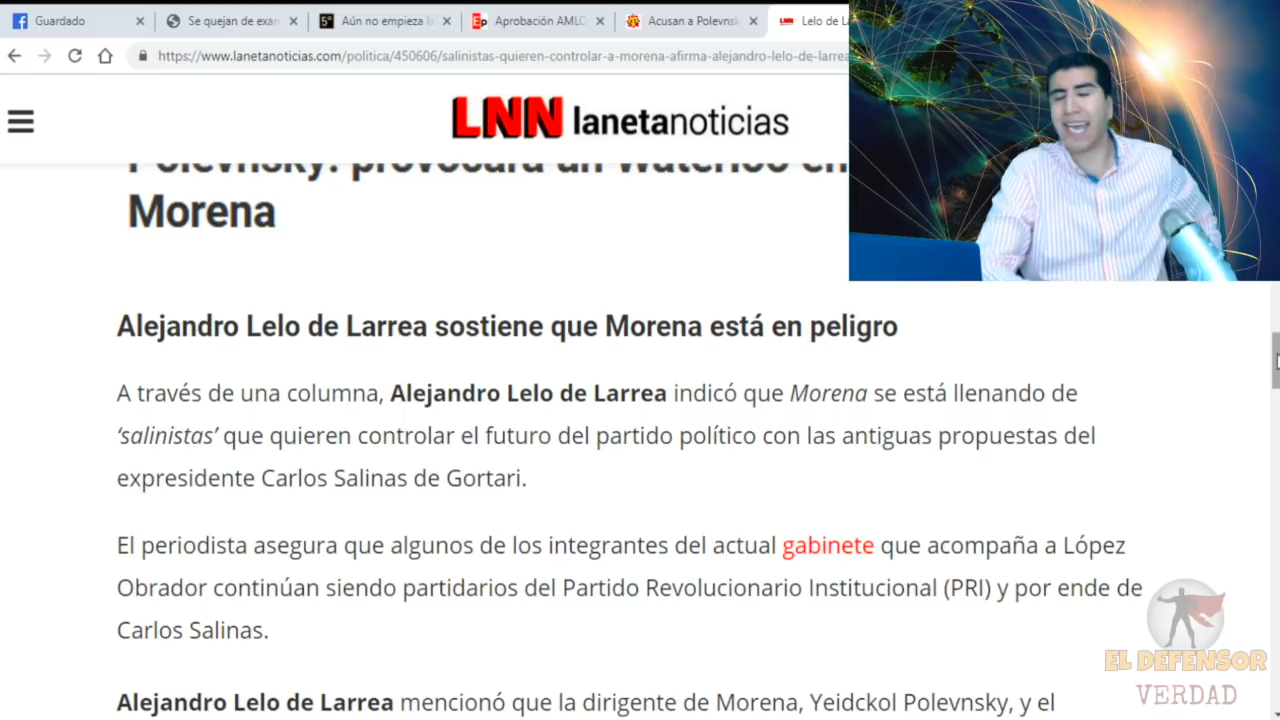 Guardado
Se quejan de exa
Aún no empieza la
Aprobación AMLO
Acusan a Polevnsk
LNN Lelo de L
https://www.lanetanoticias.com/politica/450606/salinistas-quieren-controlar-a-morena-afirma-alejandro-lelo-de-larrea
LNN lanetanoticias
Polevnsky: provocará un Waterloo en
Morena
Alejandro Lelo de Larrea sostiene que Morena está en peligro
A través de una columna, Alejandro Lelo de Larrea indicó que Morena se está llenando de
‘salinistas’ que quieren controlar el futuro del partido político con las antiguas propuestas del
expresidente Carlos Salinas de Gortari.
El periodista asegura que algunos de los integrantes del actual gabinete que acompaña a López
Obrador continúan siendo partidarios del Partido Revolucionario Institucional (PRI) y por ende de
Carlos Salinas.
Alejandro Lelo de Larrea mencionó que la dirigente de Morena, Yeidckol Polevnsky, y el
EL DEFENSOR
VERDAD